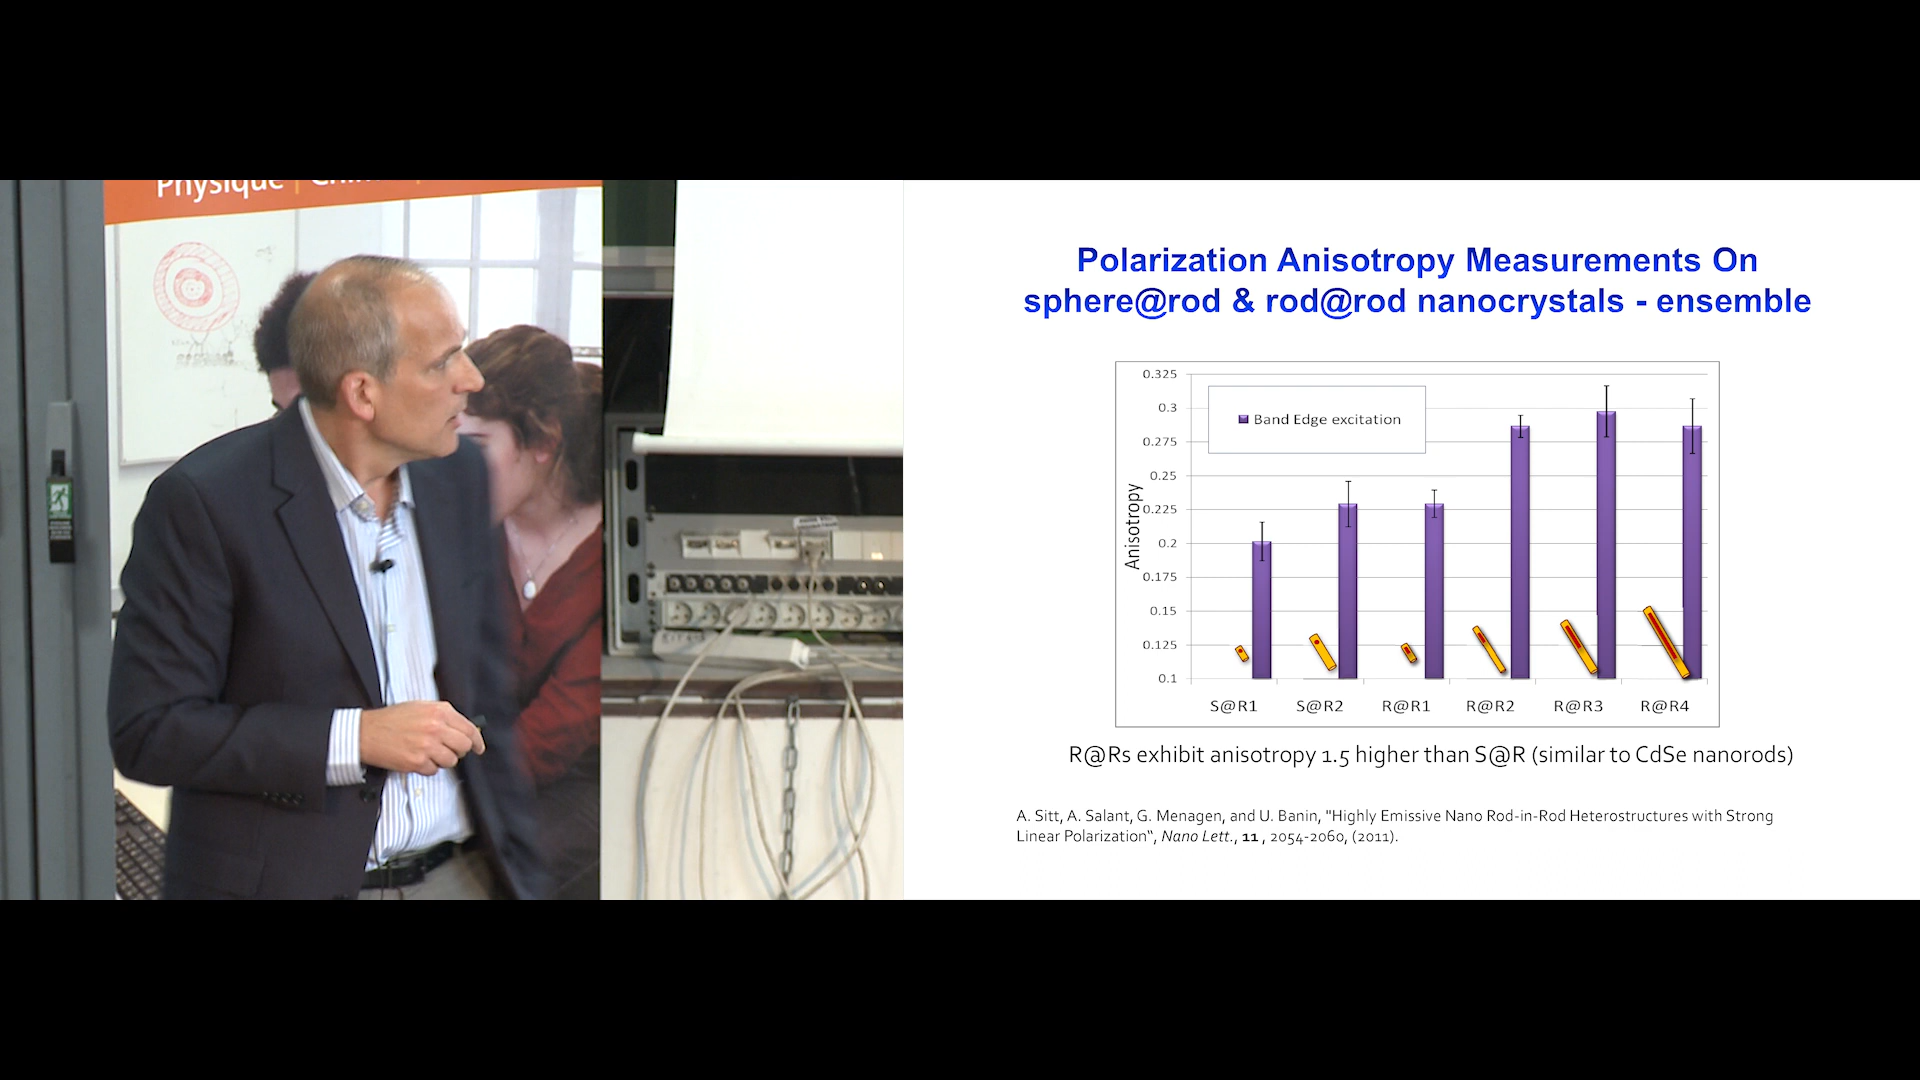 Physique
Polarization Anisotropy Measurements On
sphere@rod & rod@rod nanocrystals - ensemble
0.325
0.3
0.275
0.25
0.225
0.2
0.175
0.15
0.125
0.1
Anisotropy
Band Edge excitation
S@R1 S@R2 R@R1 R@R2 R@R3 R@R4
R@Rs exhibit anisotropy 1.5 higher than S@R (similar to CdSe nanorods)
A. Sitt, A. Salant, G. Menagen, and U. Banin, "Highly Emissive Nano Rod-in-Rod Heterostructures with Strong
Linear Polarization", Nano Lett., 11 , 2054-2060, (2011).